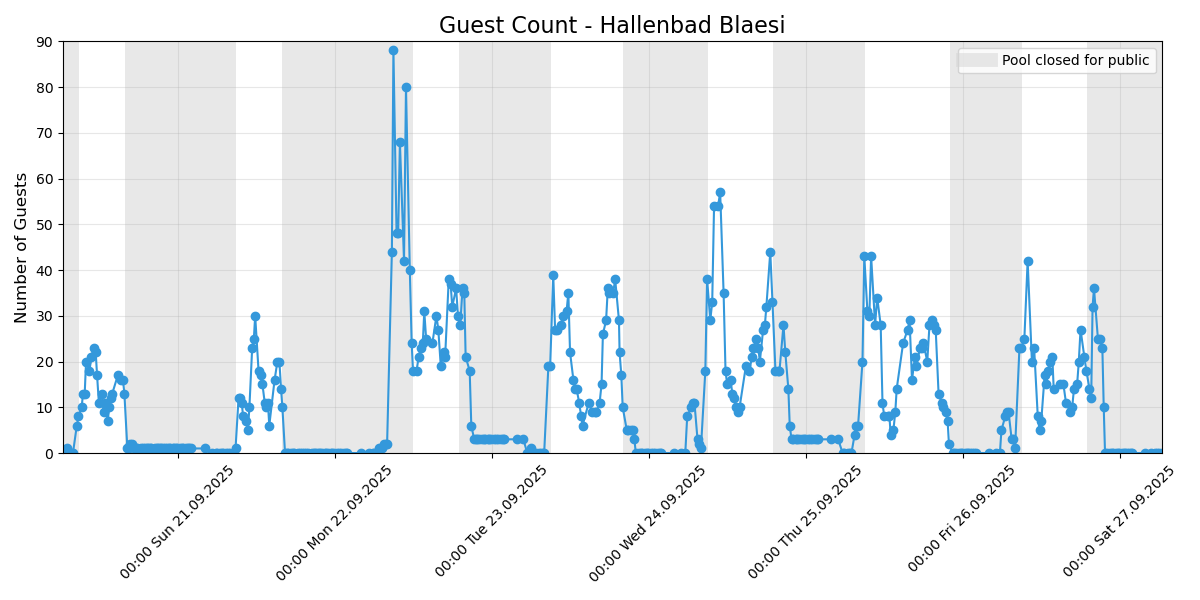 Guest Count - Hallenbad Blaesi
Pool closed for public
Number of Guests
90
80
70
60
50
40
30
20
10
0
00:00 Sun 21.09.2025
00:00 Mon 22.09.2025
00:00 Tue 23.09.2025
00:00 Wed 24.09.2025
00:00 Thu 25.09.2025
00:00 Fri 26.09.2025
00:00 Sat 27.09.2025